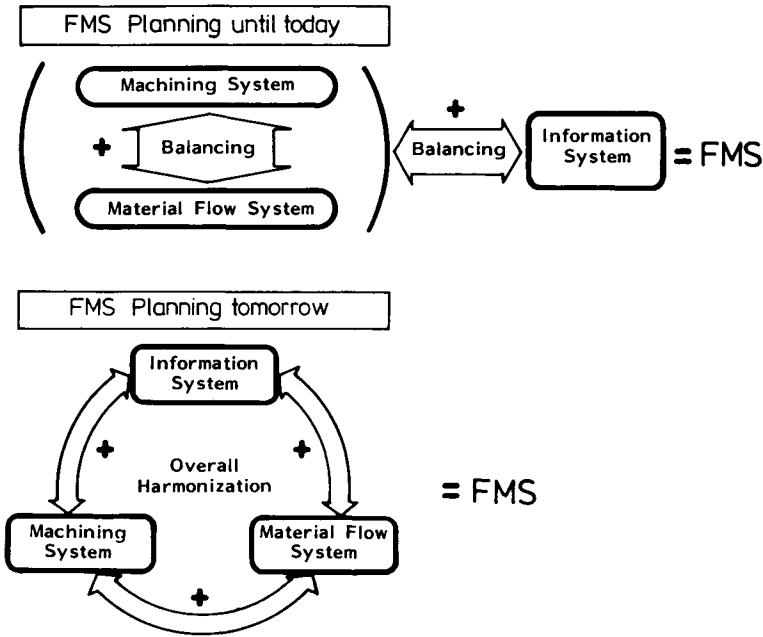 FMS Planning until today
Machining System
+ Balancing
Material Flow System
+
Balancing
Information
System
= FMS
FMS Planning tomorrow
Information
System
+ +
Overall
Harmonization
= FMS
Machining
System
Material Flow
System
+